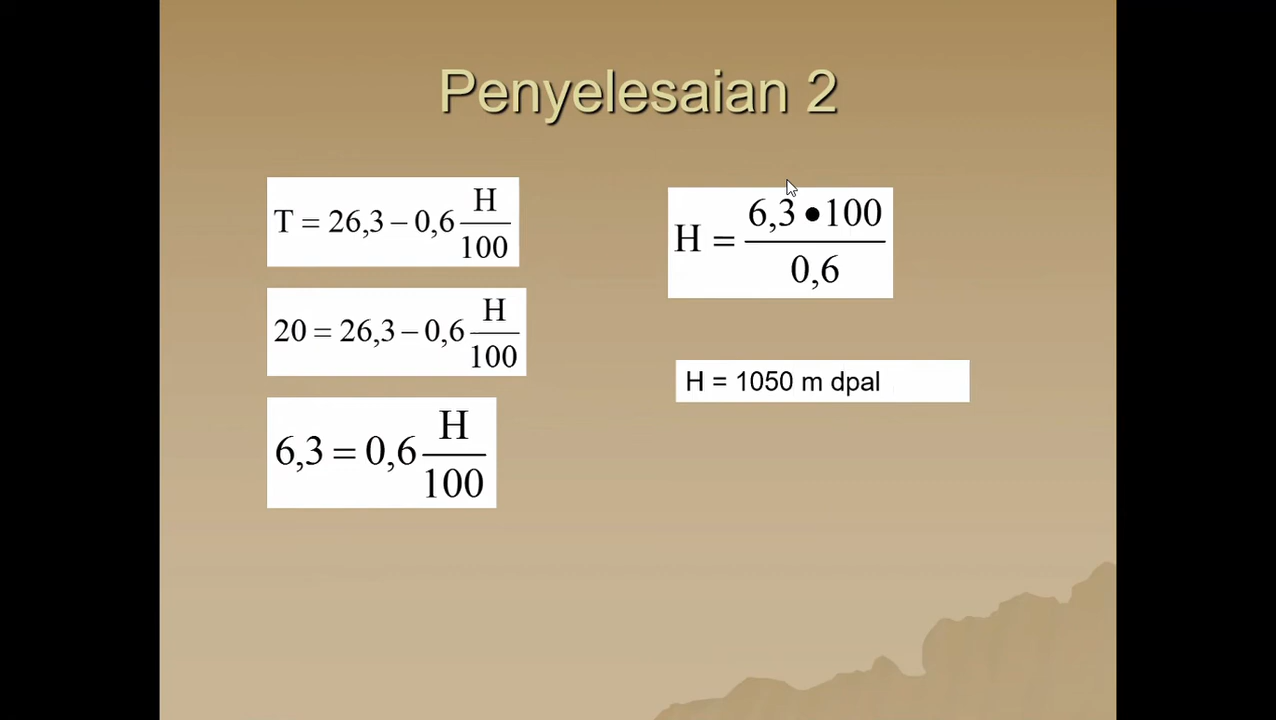 Penyelesaian 2
T = 26,3 – 0,6 H/100
20 = 26,3 – 0,6 H/100
6,3 = 0,6 H/100
H = 6,3 • 100 / 0,6
H = 1050 m dpal